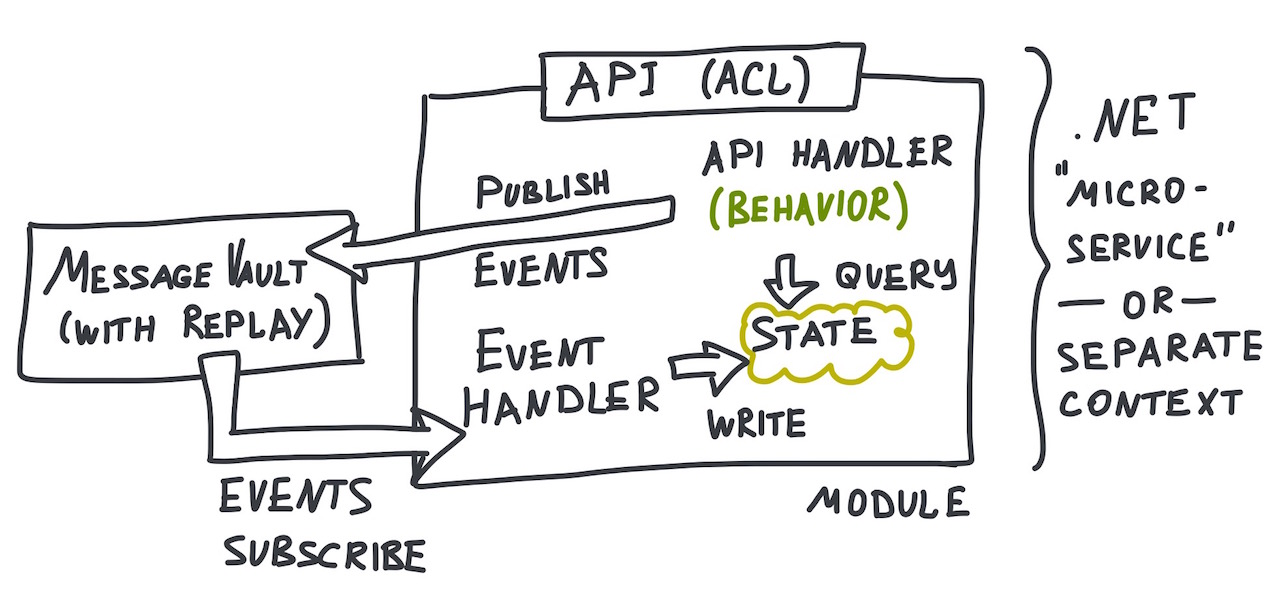 API (ACL)
API HANDLER
(BEHAVIOR)
PUBLISH
EVENTS
MESSAGE VAULT
(WITH REPLAY)
QUERY
STATE
EVENT
HANDLER
WRITE
EVENTS
SUBSCRIBE
MODULE
.NET
"MICRO-
SERVICE"
— OR —
SEPARATE
CONTEXT